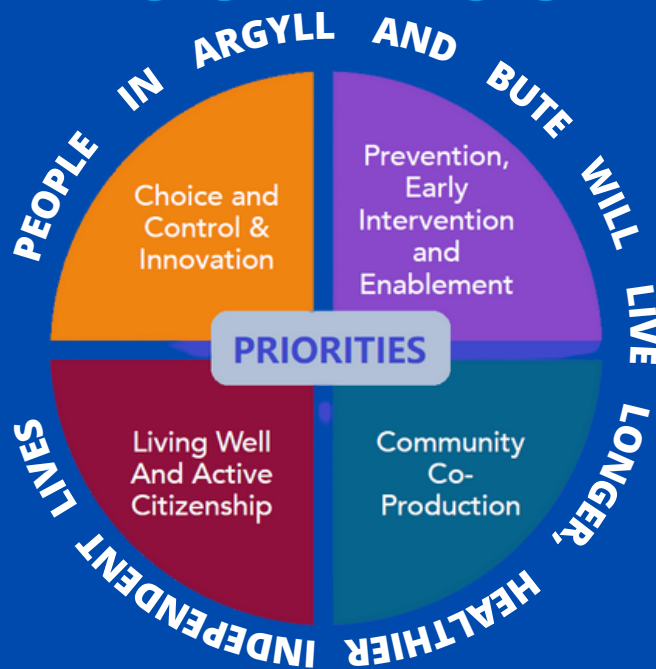 PEOPLE IN ARGYLL AND BUTE WILL LIVE LONGER, HEALTHIER INDEPENDENT LIVES
Choice and
Control &
Innovation
Prevention,
Early
Intervention
and
Enablement
PRIORITIES
Living Well
And Active
Citizenship
Community
Co-
Production